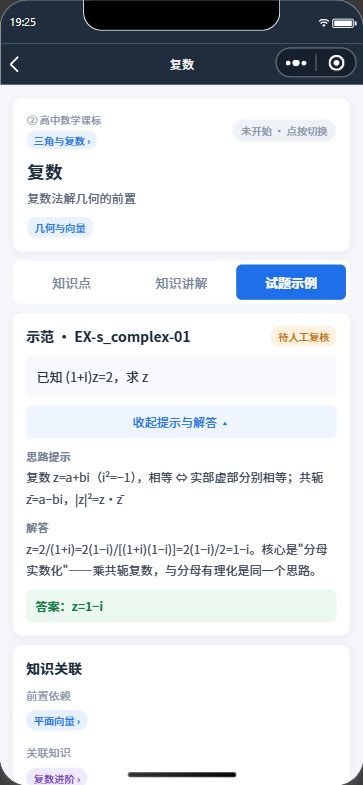 19:25
复数
② 高中数学课标
三角与复数 ›
未开始 · 点按切换
复数
复数法解几何的前置
几何与向量
知识点
知识讲解
试题示例
示范 · EX-s_complex-01
待人工复核
已知 (1+i)z=2，求 z
收起提示与解答 ▴
思路提示
复数 z=a+bi（i²=−1），相等 ⇔ 实部虚部分别相等；共轭
z̄=a−bi，|z|²=z·z̄
解答
z=2/(1+i)=2(1−i)/[(1+i)(1−i)]=2(1−i)/2=1−i。核心是"分母
实数化"——乘共轭复数，与分母有理化是同一个思路。
答案：z=1−i
知识关联
前置依赖
平面向量 ›
关联知识
复数进阶 ›